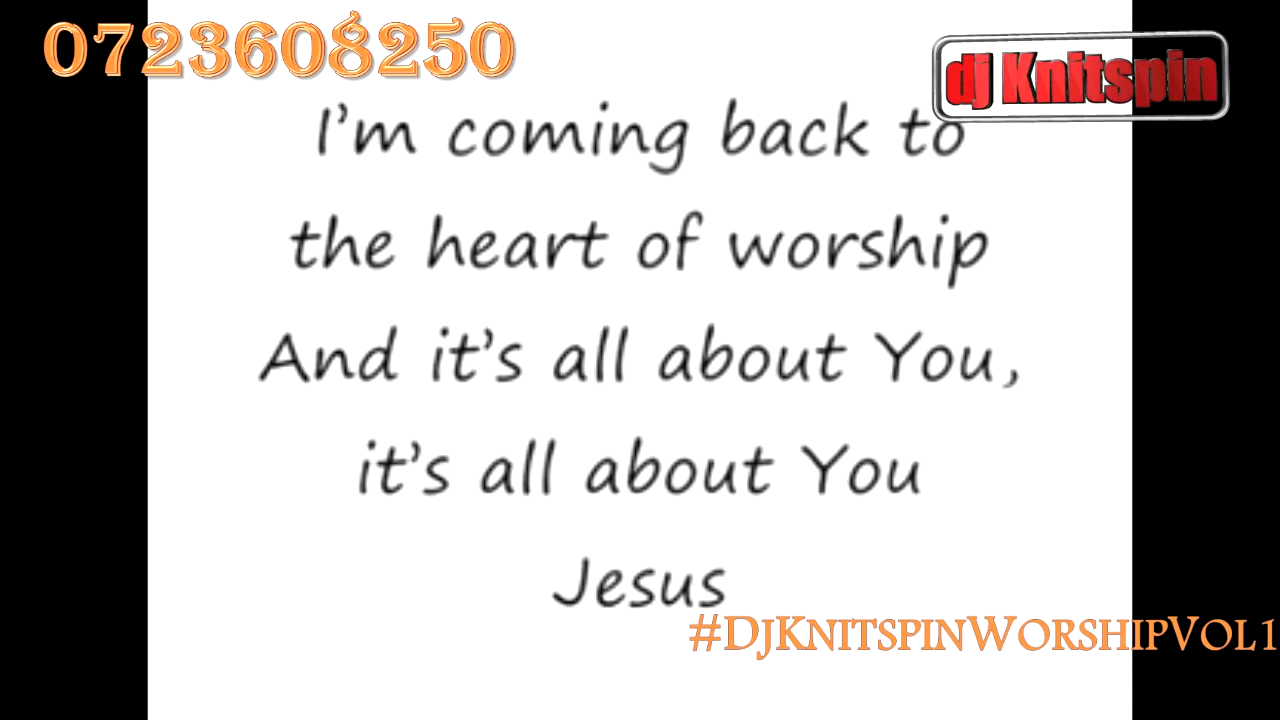 0723608250
dj Knitspin
I'm coming back to
the heart of worship
And it's all about You,
it's all about You
Jesus
#DjKnitspinWorshipVol1